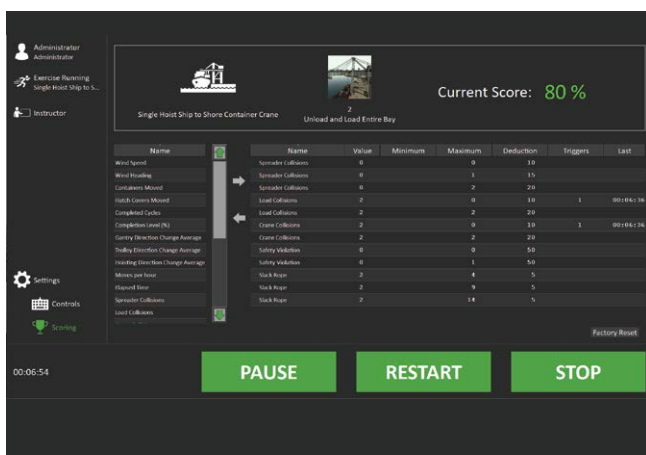 Administrator
Administrator
Exercise Running
Single Hoist Ship to S...
Instructor
Single Hoist Ship to Shore Container Crane
2
Unload and Load Entire Bay
Current Score: 80 %
Name
Wind Speed
Wind Heading
Containers Moved
Hatch Covers Moved
Completed Cycles
Completion Level (%)
Gantry Direction Change Average
Trolley Direction Change Average
Hoisting Direction Change Average
Moves per hour
Elapsed Time
Spreader Collisions
Load Collisions
Name Value Minimum Maximum Deduction Triggers Last
Spreader Collisions 0 0 10
Spreader Collisions 0 1 15
Spreader Collisions 0 2 20
Load Collisions 2 0 10 1 00:06:36
Load Collisions 2 2 20
Crane Collisions 2 0 10 1 00:06:36
Crane Collisions 2 2 20
Safety Violation 0 0 50
Safety Violation 0 1 50
Slack Rope 2 4 5
Slack Rope 2 9 5
Slack Rope 2 14 5
Settings
Controls
Scoring
Factory Reset
00:06:54
PAUSE
RESTART
STOP